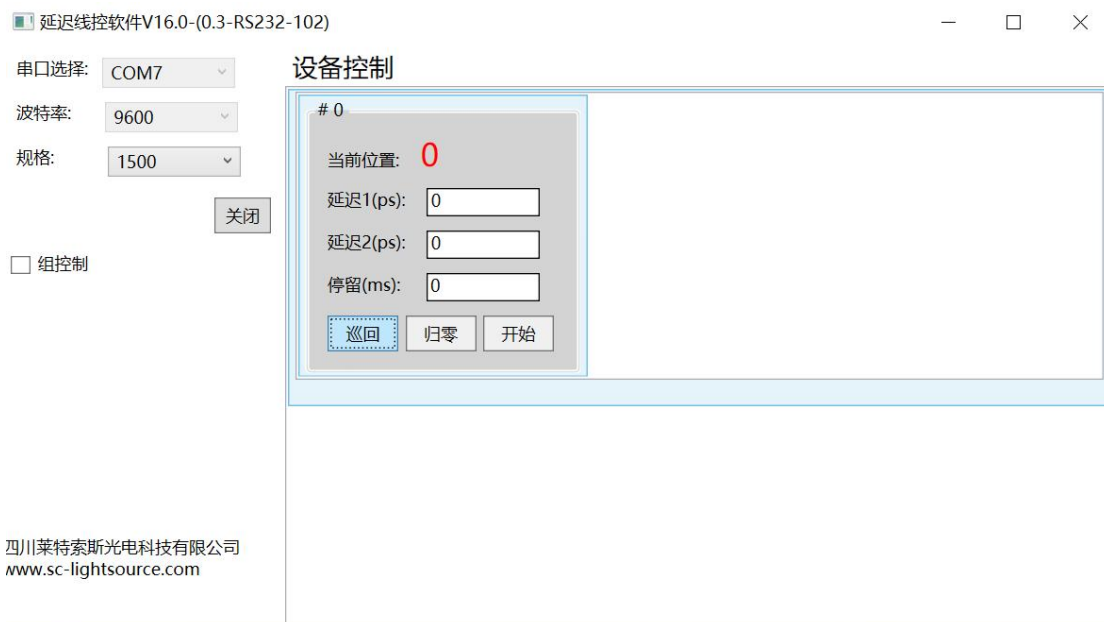 延迟线控软件V16.0-(0.3-RS232-102)
串口选择: COM7
波特率: 9600
规格: 1500
关闭
组控制
设备控制
# 0
当前位置: 0
延迟1(ps): 0
延迟2(ps): 0
停留(ms): 0
巡回 归零 开始
四川莱特索斯光电科技有限公司
www.sc-lightsource.com